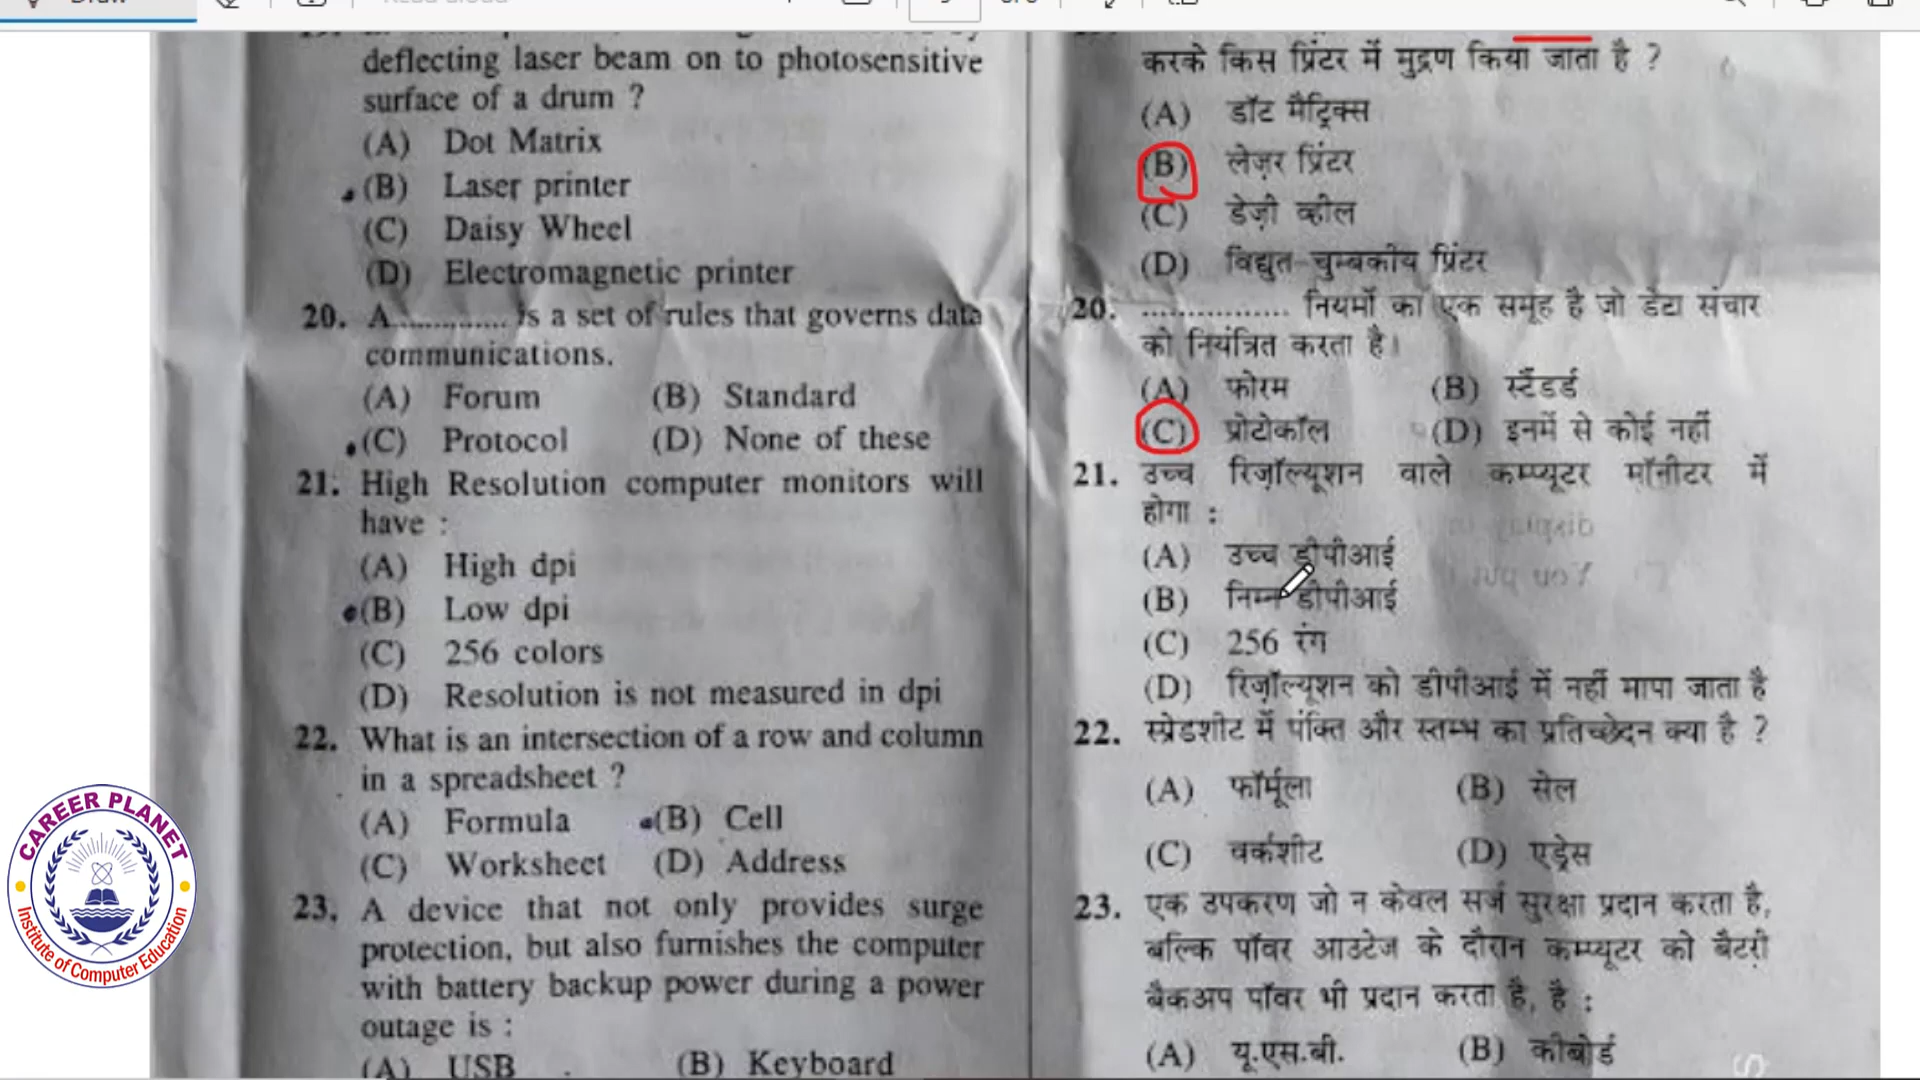 Draw
Read aloud
deflecting laser beam on to photosensitive
surface of a drum ?
(A) Dot Matrix
(B) Laser printer
(C) Daisy Wheel
(D) Electromagnetic printer
20. A.............. is a set of rules that governs data
communications.
(A) Forum (B) Standard
(C) Protocol (D) None of these
21. High Resolution computer monitors will
have :
(A) High dpi
(B) Low dpi
(C) 256 colors
(D) Resolution is not measured in dpi
22. What is an intersection of a row and column
in a spreadsheet ?
(A) Formula (B) Cell
(C) Worksheet (D) Address
23. A device that not only provides surge
protection, but also furnishes the computer
with battery backup power during a power
outage is :
(A) USB (B) Keyboard
करके किस प्रिंटर में मुद्रण किया जाता है ?
(A) डॉट मैट्रिक्स
(B) लेज़र प्रिंटर
(C) डेज़ी व्हील
(D) विद्युत-चुम्बकीय प्रिंटर
20. ................ नियमों का एक समूह है जो डेटा संचार
को नियंत्रित करता है।
(A) फोरम (B) स्टैंडर्ड
(C) प्रोटोकॉल (D) इनमें से कोई नहीं
21. उच्च रिज़ॉल्यूशन वाले कम्प्यूटर मॉनीटर में
होगा :
(A) उच्च डीपीआई
(B) निम्न डीपीआई
(C) 256 रंग
(D) रिज़ॉल्यूशन को डीपीआई में नहीं मापा जाता है
22. स्प्रेडशीट में पंक्ति और स्तम्भ का प्रतिच्छेदन क्या है ?
(A) फॉर्मूला (B) सेल
(C) वर्कशीट (D) एड्रेस
23. एक उपकरण जो न केवल सर्ज सुरक्षा प्रदान करता है,
बल्कि पॉवर आउटेज के दौरान कम्प्यूटर को बैटरी
बैकअप पॉवर भी प्रदान करता है, है :
(A) यू.एस.बी. (B) कीबोर्ड
CAREER PLANET
Institute of Computer Education